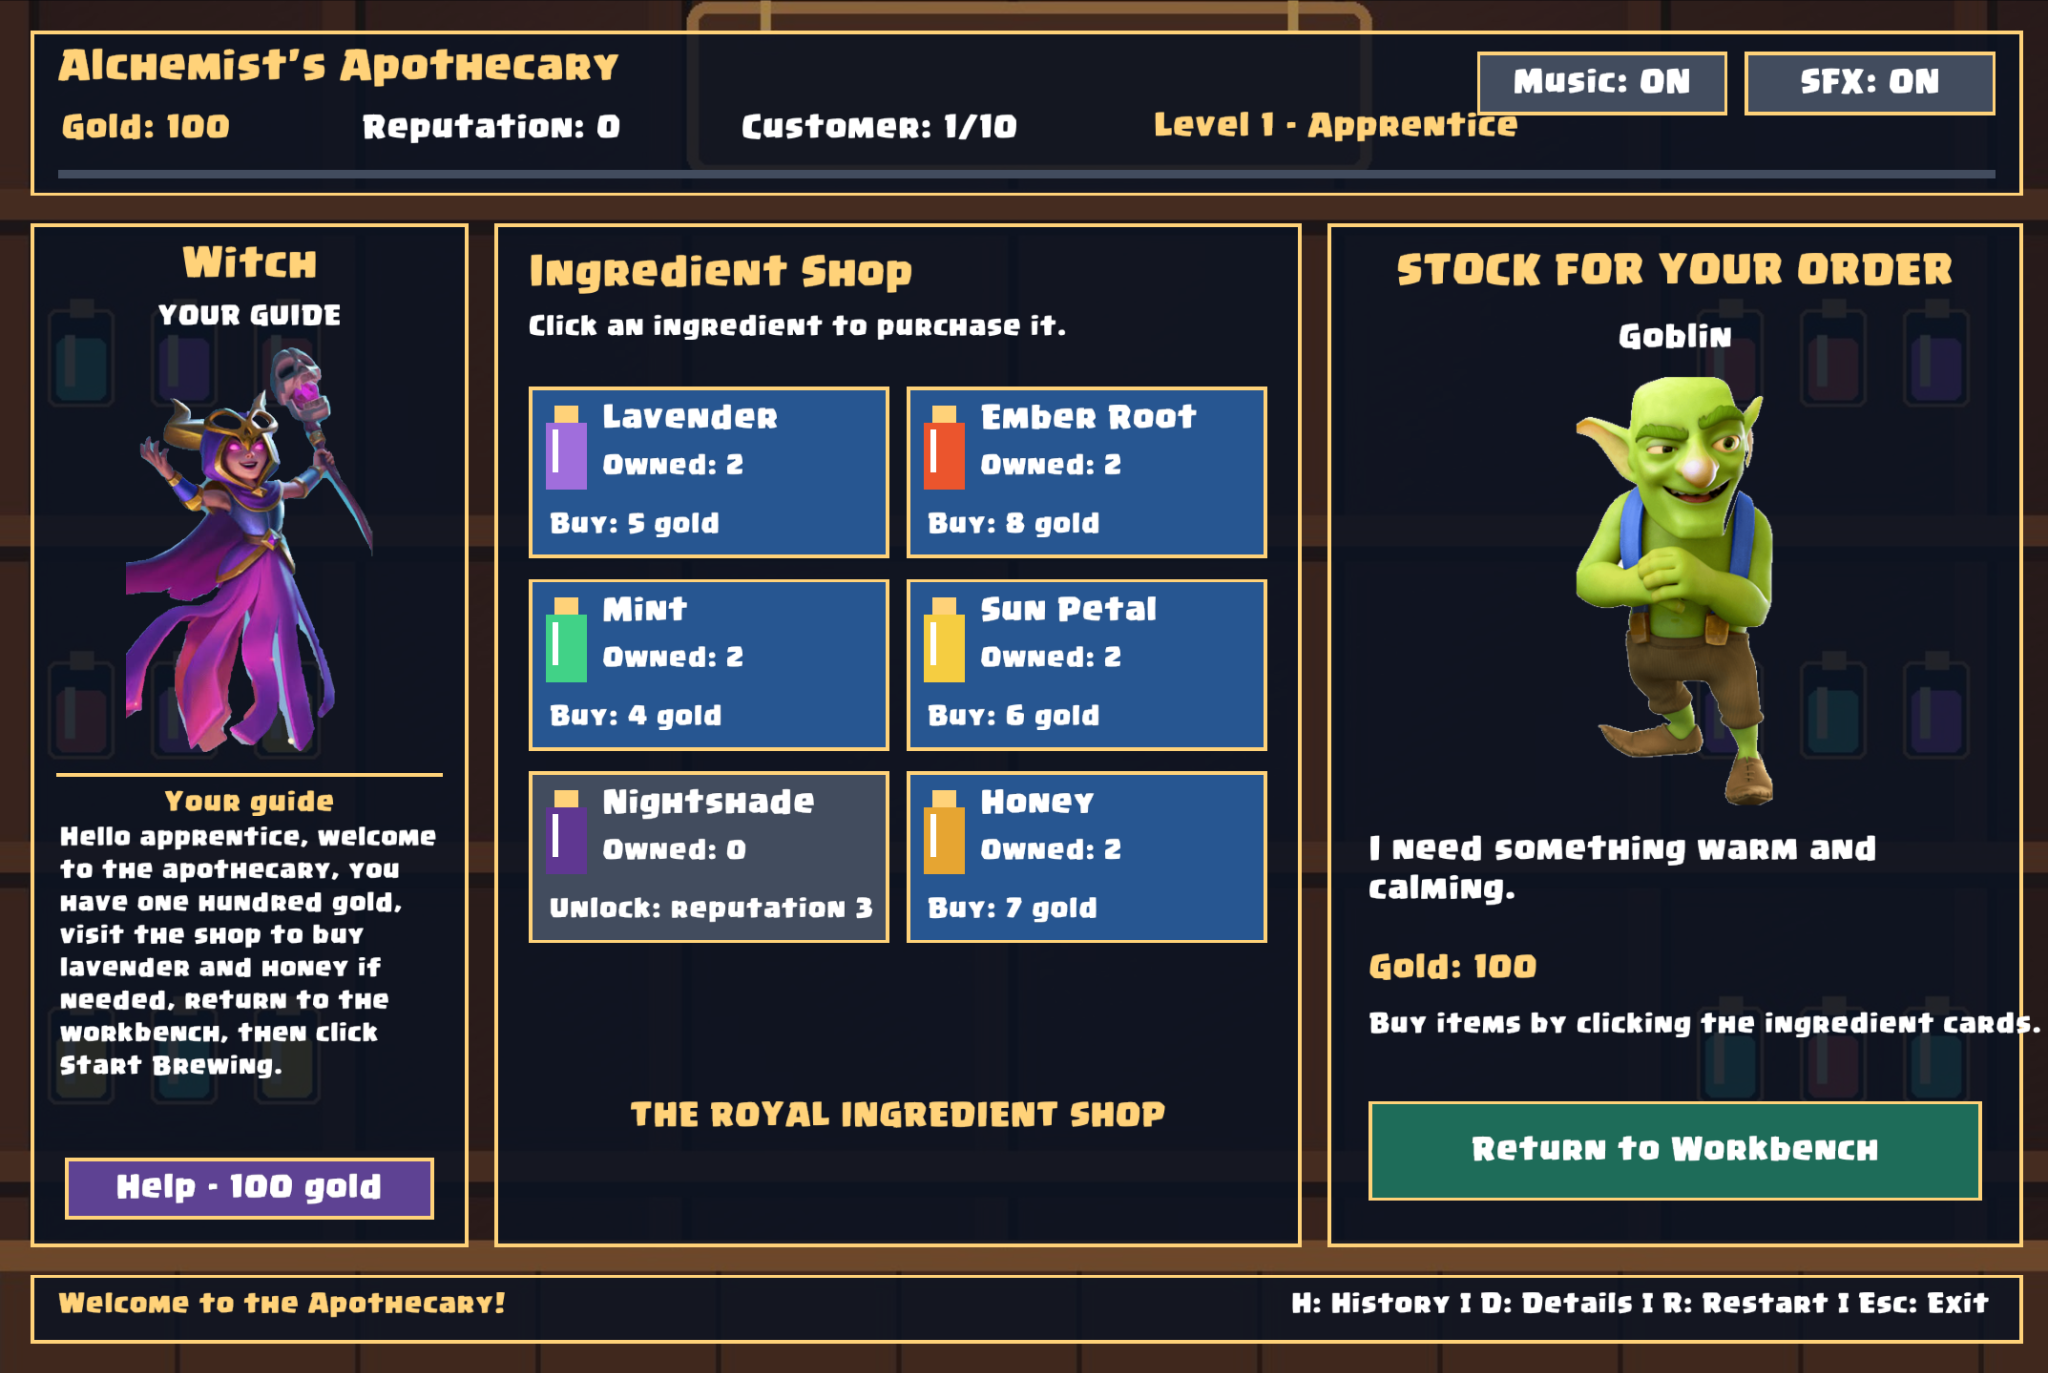 Alchemist's Apothecary
Music: ON
SFX: ON
Gold: 100
Reputation: 0
Customer: 1/10
Level 1 - Apprentice
Witch
YOUR GUIDE
Your guide
Hello apprentice, welcome
to the apothecary, you
have one hundred gold,
visit the shop to buy
lavender and honey if
needed, return to the
workbench, then click
Start Brewing.
Help - 100 gold
Ingredient Shop
Click an ingredient to purchase it.
Lavender
Owned: 2
Buy: 5 gold
Ember Root
Owned: 2
Buy: 8 gold
Mint
Owned: 2
Buy: 4 gold
Sun Petal
Owned: 2
Buy: 6 gold
Nightshade
Owned: 0
Unlock: reputation 3
Honey
Owned: 2
Buy: 7 gold
THE ROYAL INGREDIENT SHOP
STOCK FOR YOUR ORDER
Goblin
I need something warm and
calming.
Gold: 100
Buy items by clicking the ingredient cards.
Return to Workbench
Welcome to the Apothecary!
H: History | D: Details | R: Restart | Esc: Exit